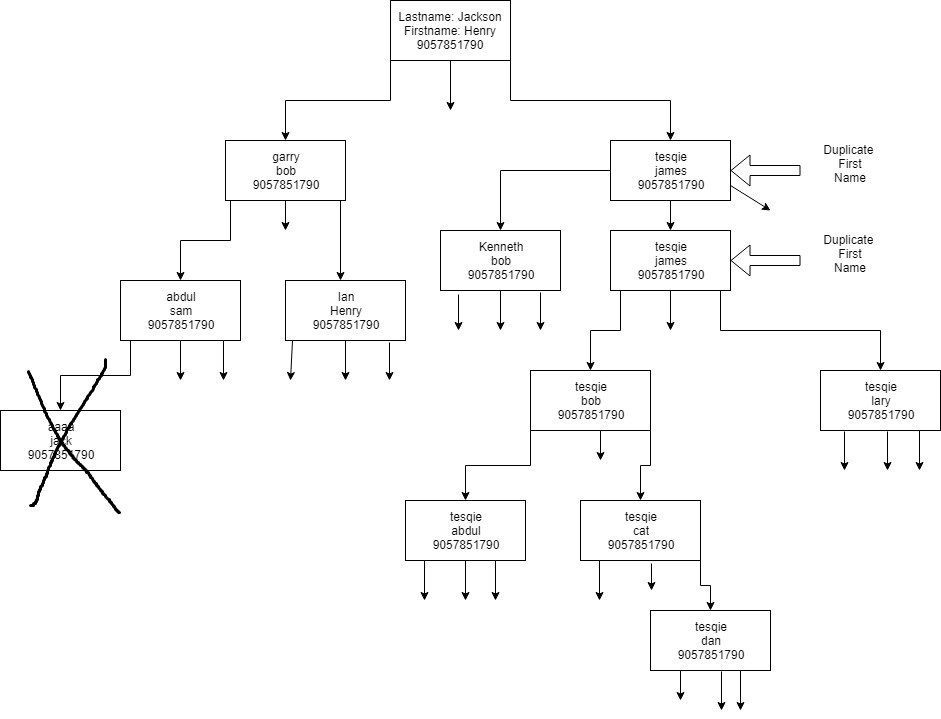 Lastname: Jackson
Firstname: Henry
9057851790
garry
bob
9057851790
tesqie
james
9057851790
Duplicate
First
Name
Kenneth
bob
9057851790
tesqie
james
9057851790
Duplicate
First
Name
abdul
sam
9057851790
Ian
Henry
9057851790
aaaa
jack
9057851790
tesqie
bob
9057851790
tesqie
lary
9057851790
tesqie
abdul
9057851790
tesqie
cat
9057851790
tesqie
dan
9057851790